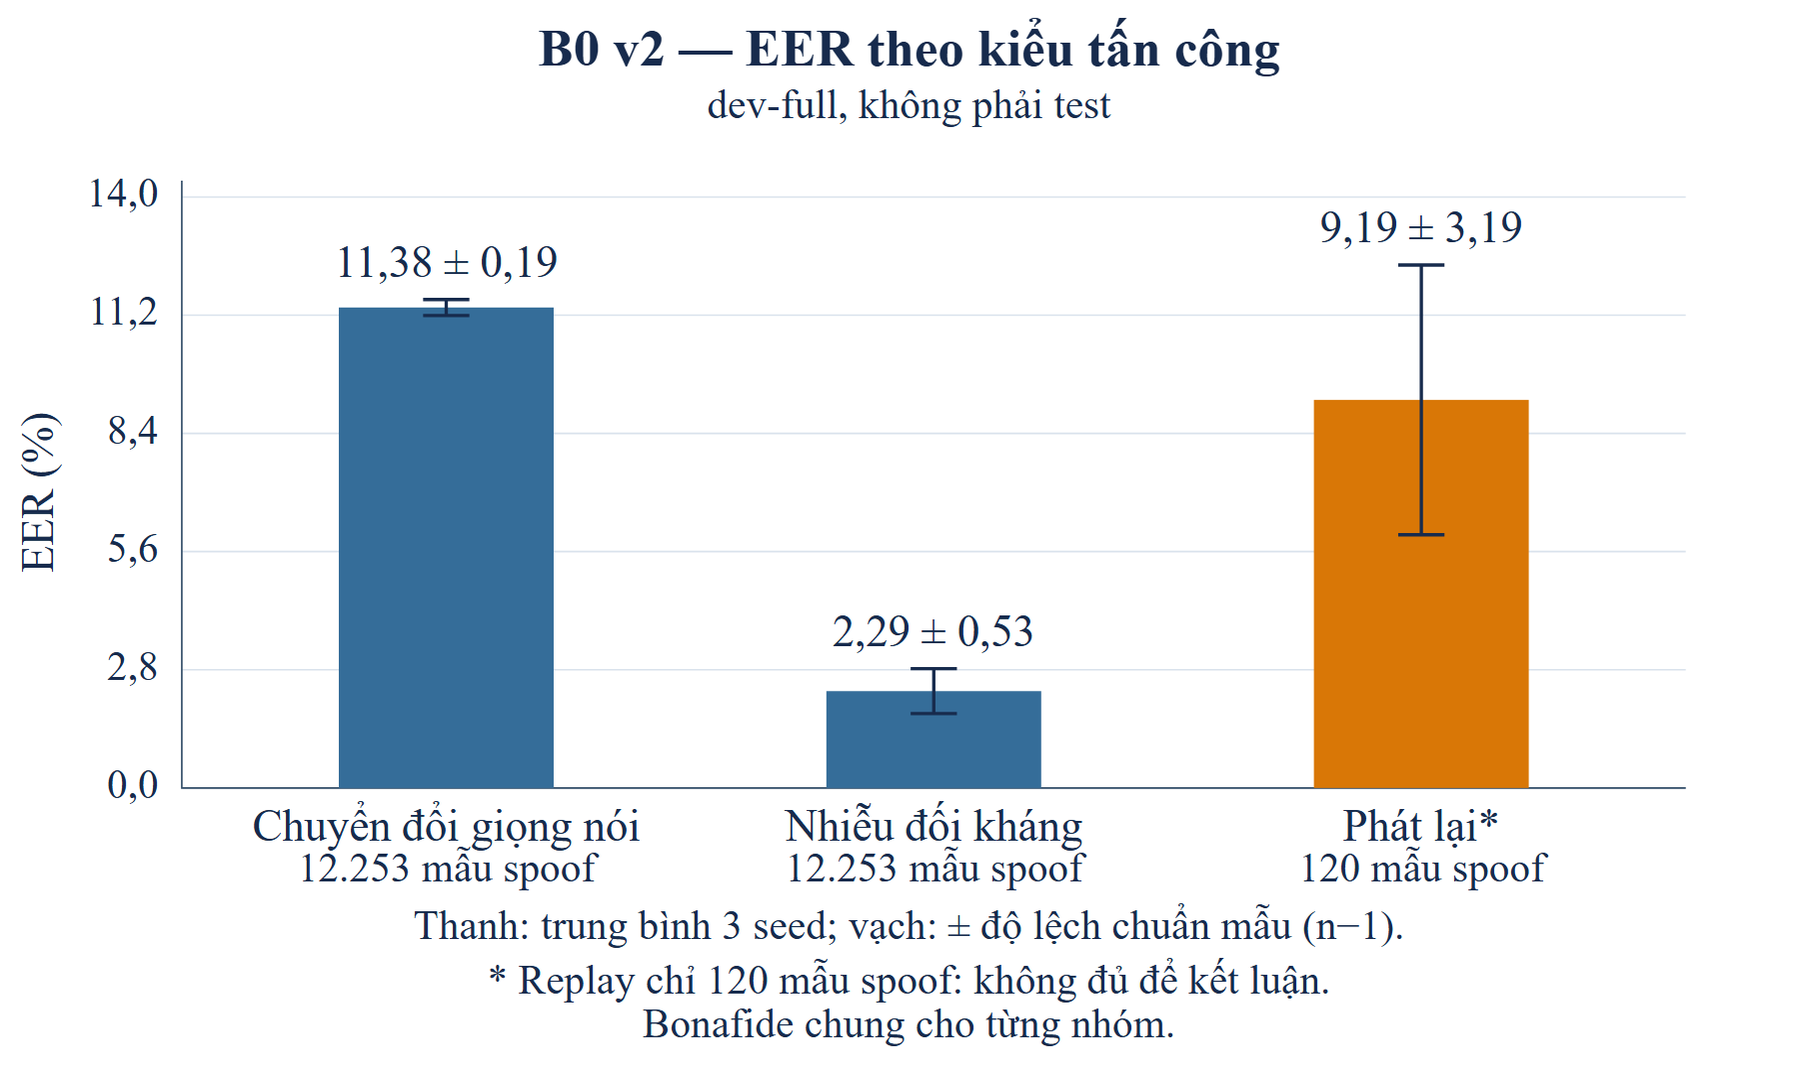 B0 v2 — EER theo kiểu tấn công
dev-full, không phải test
EER (%)
14,0
11,2
8,4
5,6
2,8
0,0
11,38 ± 0,19
2,29 ± 0,53
9,19 ± 3,19
Chuyển đổi giọng nói
12.253 mẫu spoof
Nhiễu đối kháng
12.253 mẫu spoof
Phát lại*
120 mẫu spoof
Thanh: trung bình 3 seed; vạch: ± độ lệch chuẩn mẫu (n−1).
* Replay chỉ 120 mẫu spoof: không đủ để kết luận.
Bonafide chung cho từng nhóm.